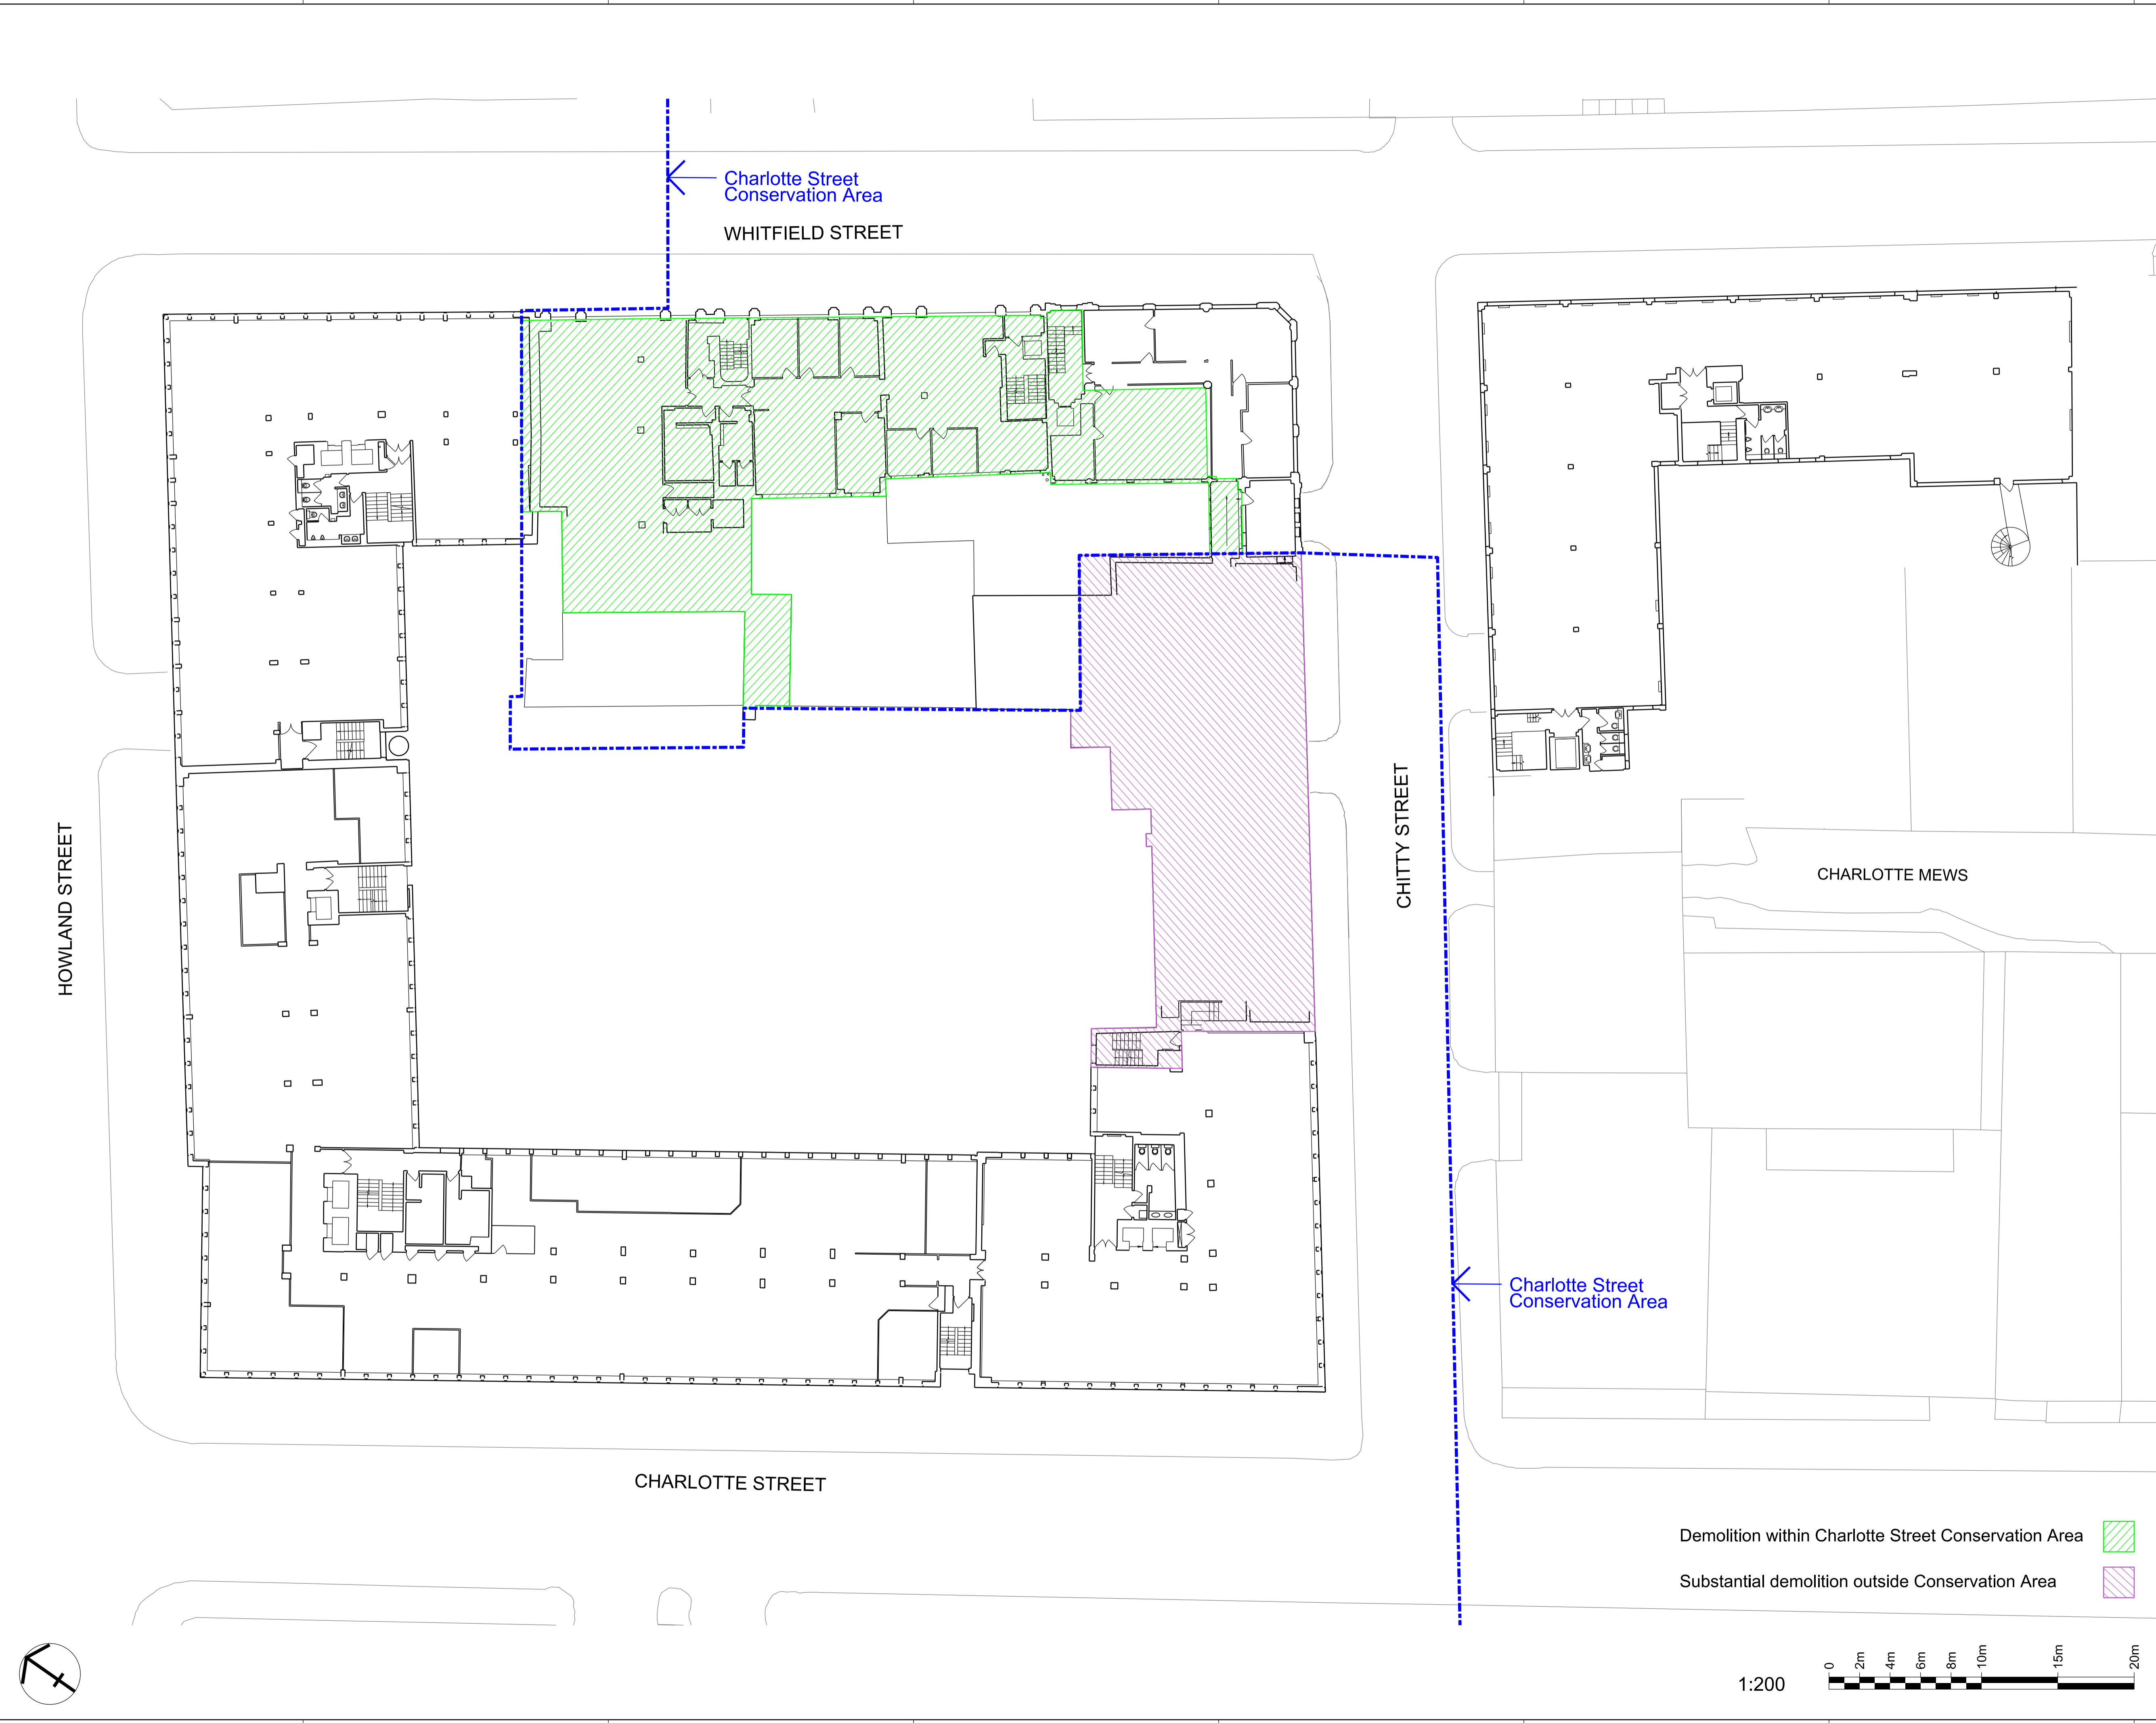 Charlotte Street
Conservation Area
WHITFIELD STREET
HOWLAND STREET
CHITTY STREET
CHARLOTTE MEWS
Charlotte Street
Conservation Area
CHARLOTTE STREET
Demolition within Charlotte Street Conservation Area
Substantial demolition outside Conservation Area
1:200
0 2m 4m 6m 8m 10m 15m 20m